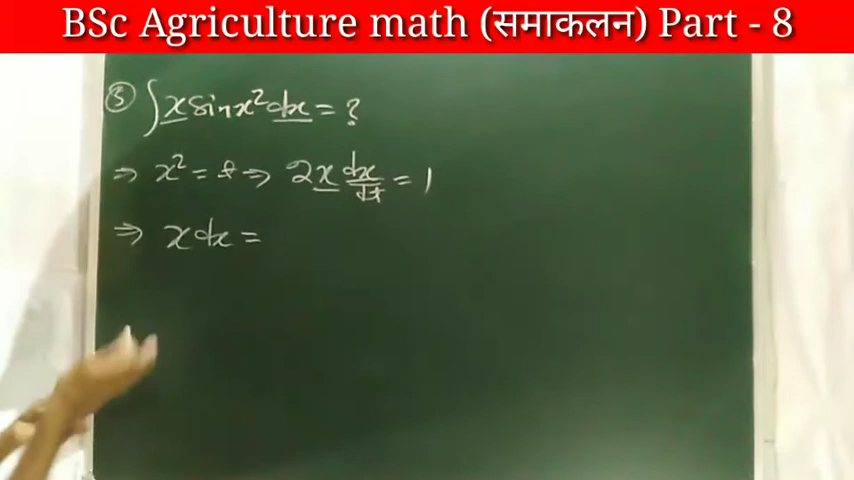 BSc Agriculture math (समाकलन) Part - 8
③ ∫x sin x² dx = ?
⇒ x² = t ⇒ 2x dx/dt = 1
⇒ x dx =